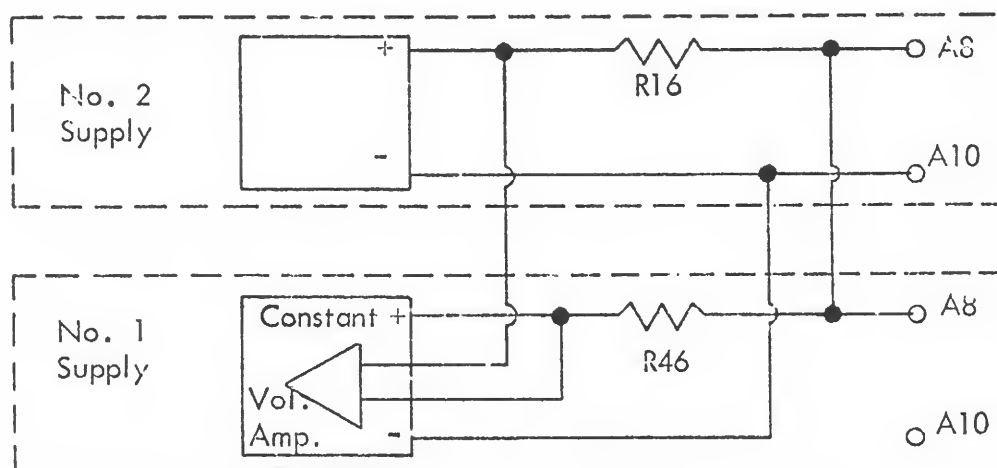 +
A8
R16
No. 2
Supply
-
A10
Constant +
A8
No. 1
Supply
R46
Vol.
Amp.
-
A10